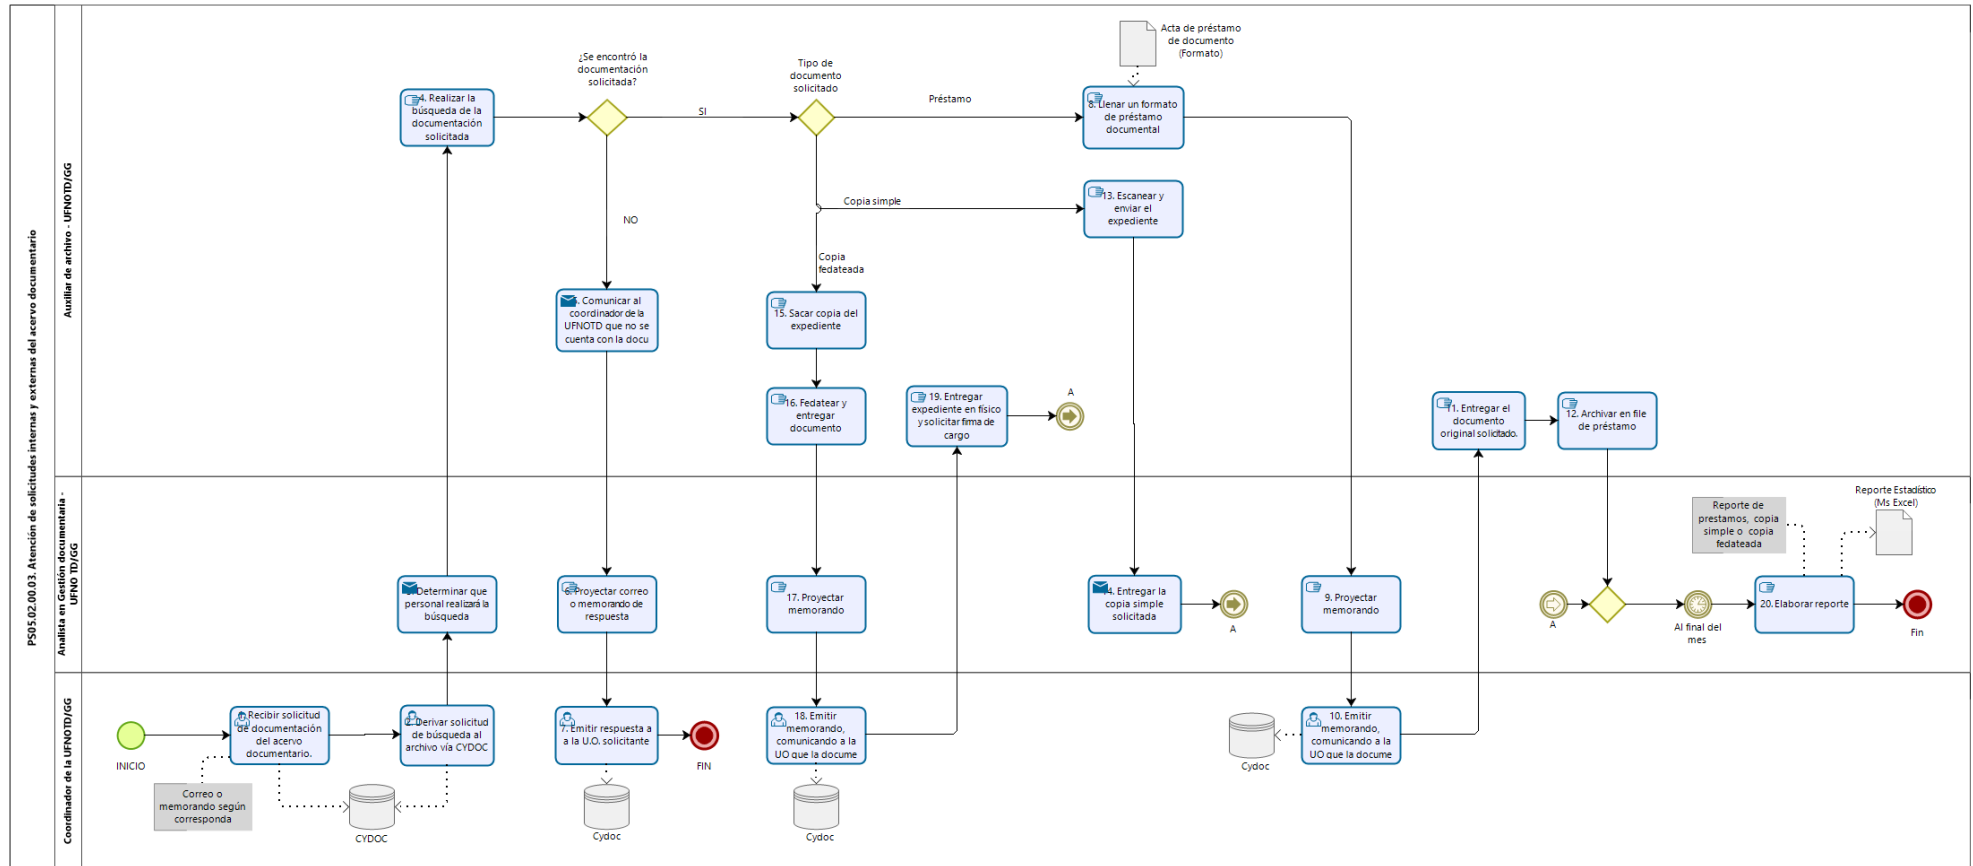 PS05.02.00.03. Atención de solicitudes internas y externas del acervo documentario
Auxiliar de archivo - UFNOTD/GG
Acta de préstamo
de documento
(Formato)
¿Se encontró la
documentación
solicitada?
Tipo de
documento
solicitado
4. Realizar la
búsqueda de la
documentación
solicitada
SI
Préstamo
8. Llenar un formato
de préstamo
documental
Copia simple
13. Escanear y
enviar el
expediente
NO
Copia
fedateada
Comunicar al
coordinador de la
UFNOTD que no se
cuenta con la docu
15. Sacar copia del
expediente
16. Fedatear y
entregar
documento
19. Entregar
expediente en físico
y solicitar firma de
cargo
A
11. Entregar el
documento
original solicitado.
12. Archivar en file
de préstamo
Analista en Gestión documentaria -
UFNO TD/GG
Reporte de
prestamos, copia
simple o copia
fedateada
Reporte Estadístico
(Ms Excel)
Determinar que
personal realizará la
búsqueda
6. Proyectar correo
o memorando de
respuesta
17. Proyectar
memorando
14. Entregar la
copia simple
solicitada
A
9. Proyectar
memorando
A
Al final del
mes
20. Elaborar reporte
Fin
Coordinador de la UFNOTD/GG
INICIO
Recibir solicitud
de documentación
del acervo
documentario.
2. Derivar solicitud
de búsqueda al
archivo vía CYDOC
7. Emitir respuesta a
a la U.O. solicitante
FIN
18. Emitir
memorando,
comunicando a la
UO que la docume
10. Emitir
memorando,
comunicando a la
UO que la docume
Cydoc
Correo o
memorando según
corresponda
CYDOC
Cydoc
Cydoc